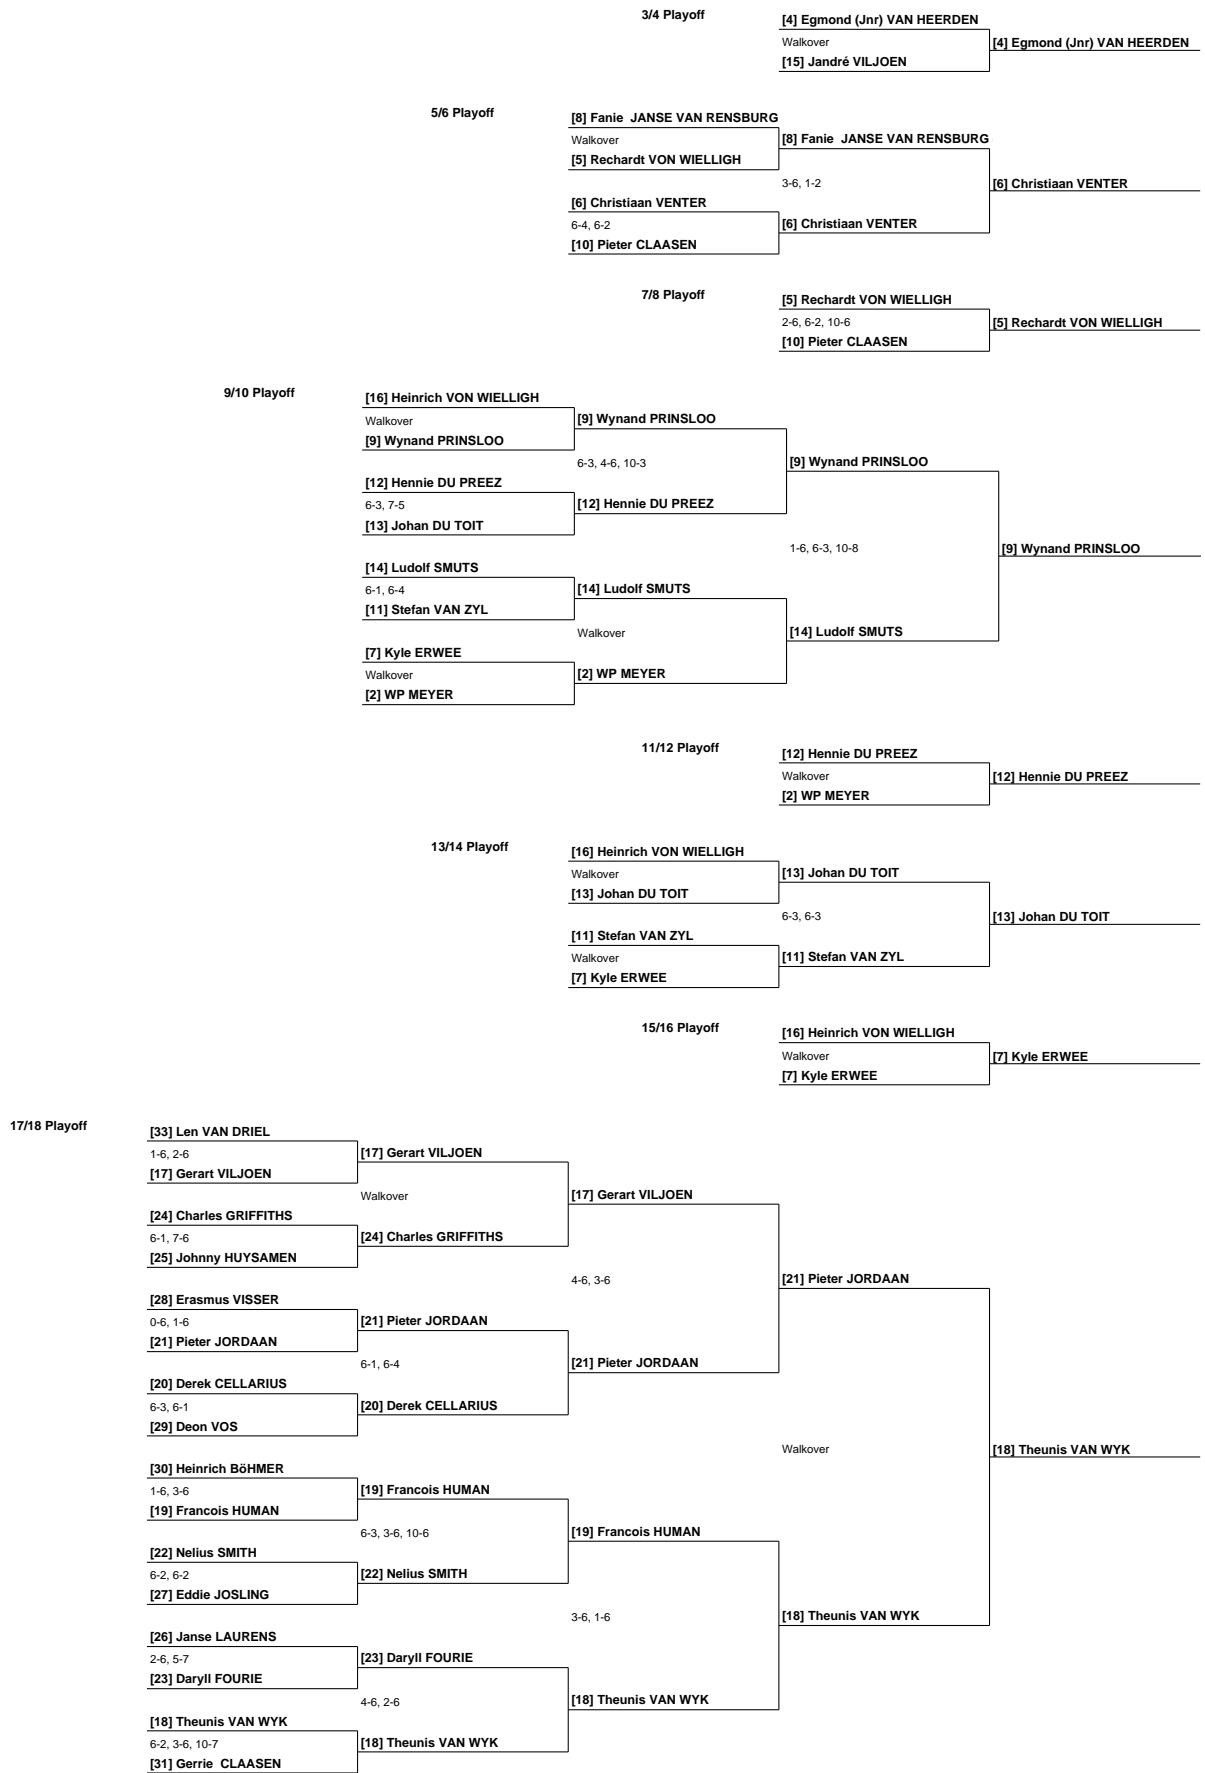 3/4 Playoff
[4] Egmond (Jnr) VAN HEERDEN
Walkover
[4] Egmond (Jnr) VAN HEERDEN
[15] Jandré VILJOEN
5/6 Playoff
[8] Fanie  JANSE VAN RENSBURG
Walkover
[8] Fanie  JANSE VAN RENSBURG
[5] Rechardt VON WIELLIGH
3-6, 1-2
[6] Christiaan VENTER
[6] Christiaan VENTER
6-4, 6-2
[6] Christiaan VENTER
[10] Pieter CLAASEN
7/8 Playoff
[5] Rechardt VON WIELLIGH
2-6, 6-2, 10-6
[5] Rechardt VON WIELLIGH
[10] Pieter CLAASEN
9/10 Playoff
[16] Heinrich VON WIELLIGH
Walkover
[9] Wynand PRINSLOO
[9] Wynand PRINSLOO
6-3, 4-6, 10-3
[9] Wynand PRINSLOO
[12] Hennie DU PREEZ
6-3, 7-5
[12] Hennie DU PREEZ
[13] Johan DU TOIT
1-6, 6-3, 10-8
[9] Wynand PRINSLOO
[14] Ludolf SMUTS
6-1, 6-4
[14] Ludolf SMUTS
[11] Stefan VAN ZYL
Walkover
[14] Ludolf SMUTS
[7] Kyle ERWEE
Walkover
[2] WP MEYER
[2] WP MEYER
11/12 Playoff
[12] Hennie DU PREEZ
Walkover
[12] Hennie DU PREEZ
[2] WP MEYER
13/14 Playoff
[16] Heinrich VON WIELLIGH
Walkover
[13] Johan DU TOIT
[13] Johan DU TOIT
6-3, 6-3
[13] Johan DU TOIT
[11] Stefan VAN ZYL
Walkover
[11] Stefan VAN ZYL
[7] Kyle ERWEE
15/16 Playoff
[16] Heinrich VON WIELLIGH
Walkover
[7] Kyle ERWEE
[7] Kyle ERWEE
17/18 Playoff
[33] Len VAN DRIEL
1-6, 2-6
[17] Gerart VILJOEN
[17] Gerart VILJOEN
Walkover
[17] Gerart VILJOEN
[24] Charles GRIFFITHS
6-1, 7-6
[24] Charles GRIFFITHS
[25] Johnny HUYSAMEN
4-6, 3-6
[21] Pieter JORDAAN
[28] Erasmus VISSER
0-6, 1-6
[21] Pieter JORDAAN
[21] Pieter JORDAAN
6-1, 6-4
[21] Pieter JORDAAN
[20] Derek CELLARIUS
6-3, 6-1
[20] Derek CELLARIUS
[29] Deon VOS
Walkover
[18] Theunis VAN WYK
[30] Heinrich BöHMER
1-6, 3-6
[19] Francois HUMAN
[19] Francois HUMAN
6-3, 3-6, 10-6
[19] Francois HUMAN
[22] Nelius SMITH
6-2, 6-2
[22] Nelius SMITH
[27] Eddie JOSLING
3-6, 1-6
[18] Theunis VAN WYK
[26] Janse LAURENS
2-6, 5-7
[23] Daryll FOURIE
[23] Daryll FOURIE
4-6, 2-6
[18] Theunis VAN WYK
[18] Theunis VAN WYK
6-2, 3-6, 10-7
[18] Theunis VAN WYK
[31] Gerrie  CLAASEN